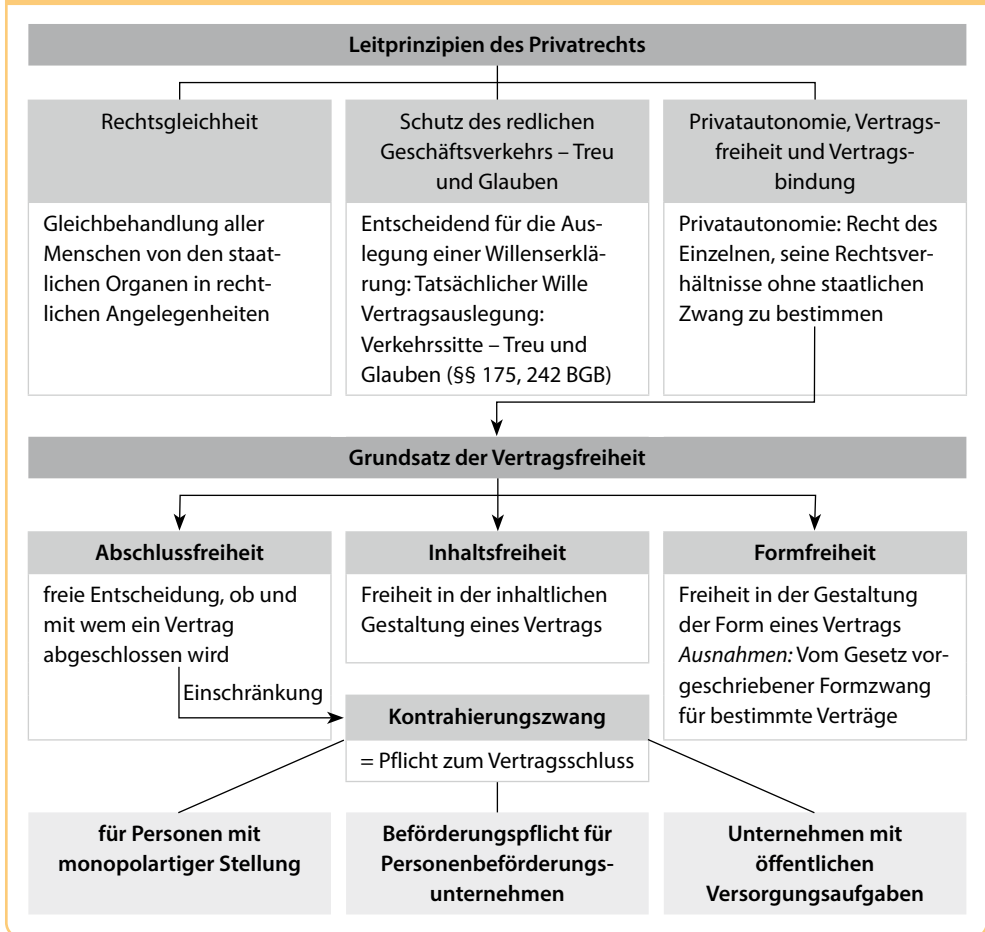 Leitprinzipien des Privatrechts
Rechtsgleichheit
Gleichbehandlung aller
Menschen von den staat-
lichen Organen in recht-
lichen Angelegenheiten
Schutz des redlichen
Geschäftsverkehrs – Treu
und Glauben
Entscheidend für die Aus-
legung einer Willenserklä-
rung: Tatsächlicher Wille
Vertragsauslegung:
Verkehrssitte – Treu und
Glauben (§§ 175, 242 BGB)
Privatautonomie, Vertrags-
freiheit und Vertrags-
bindung
Privatautonomie: Recht des
Einzelnen, seine Rechtsver-
hältnisse ohne staatlichen
Zwang zu bestimmen
Grundsatz der Vertragsfreiheit
Abschlussfreiheit
freie Entscheidung, ob und
mit wem ein Vertrag
abgeschlossen wird
Inhaltsfreiheit
Freiheit in der inhaltlichen
Gestaltung eines Vertrags
Formfreiheit
Freiheit in der Gestaltung
der Form eines Vertrags
Ausnahmen: Vom Gesetz vor-
geschriebener Formzwang
für bestimmte Verträge
Einschränkung
Kontrahierungszwang
= Pflicht zum Vertragsschluss
für Personen mit
monopolartiger Stellung
Beförderungspflicht für
Personenbeförderungs-
unternehmen
Unternehmen mit
öffentlichen
Versorgungsaufgaben